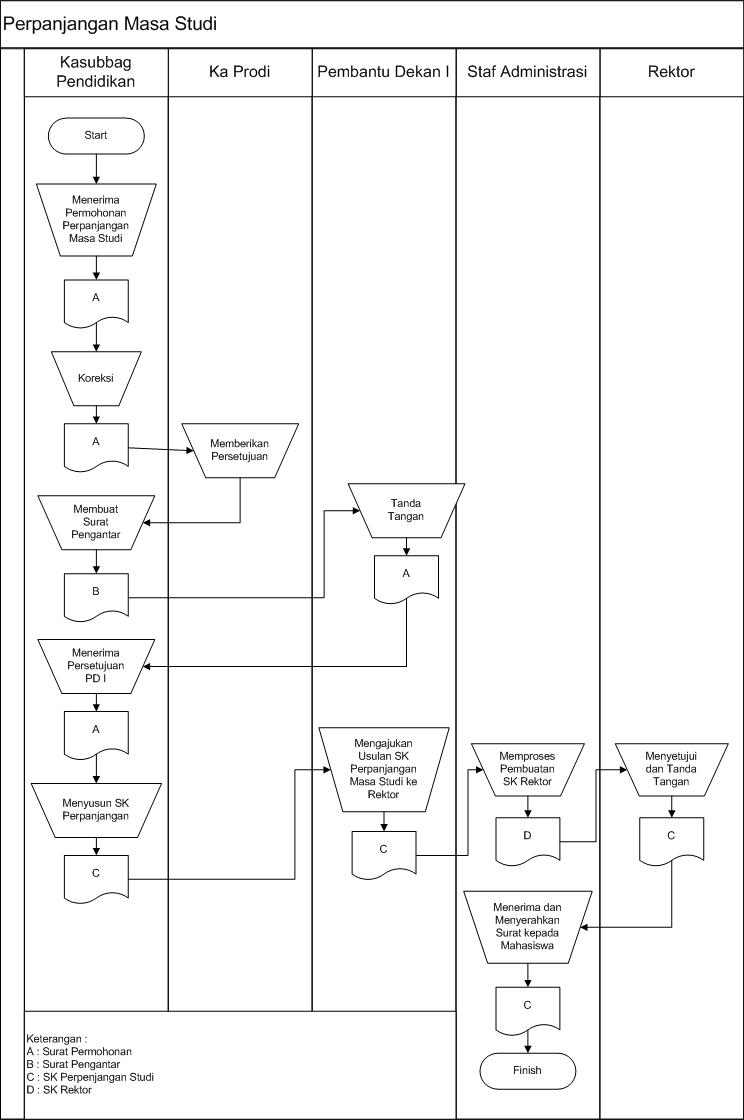 Perpanjangan Masa Studi
Kasubbag
Pendidikan
Ka Prodi
Pembantu Dekan I
Staf Administrasi
Rektor
Start
Menerima
Permohonan
Perpanjangan
Masa Studi
A
Koreksi
A
Memberikan
Persetujuan
Membuat
Surat
Pengantar
B
Tanda
Tangan
A
Menerima
Persetujuan
PD I
A
Menyusun SK
Perpanjangan
C
Mengajukan
Usulan SK
Perpanjangan
Masa Studi ke
Rektor
C
Memproses
Pembuatan
SK Rektor
D
Menyetujui
dan Tanda
Tangan
C
Menerima dan
Menyerahkan
Surat kepada
Mahasiswa
C
Finish
Keterangan :
A : Surat Permohonan
B : Surat Pengantar
C : SK Perpenjangan Studi
D : SK Rektor